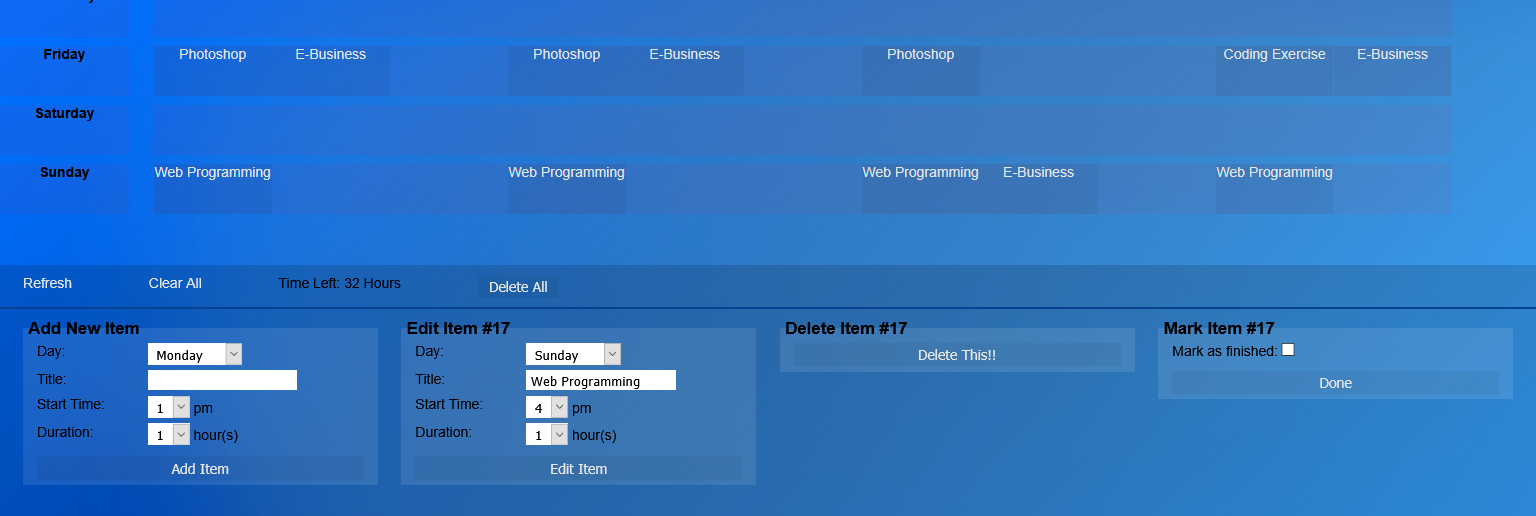 Friday Photoshop E-Business Photoshop E-Business Photoshop Coding Exercise E-Business
Saturday
Sunday Web Programming Web Programming Web Programming E-Business Web Programming
Refresh Clear All Time Left: 32 Hours Delete All
Add New Item Edit Item #17 Delete Item #17 Mark Item #17
Day: Monday Day: Sunday Delete This!! Mark as finished:
Title: Title: Web Programming Done
Start Time: 1 pm Start Time: 4 pm
Duration: 1 hour(s) Duration: 1 hour(s)
Add Item Edit Item